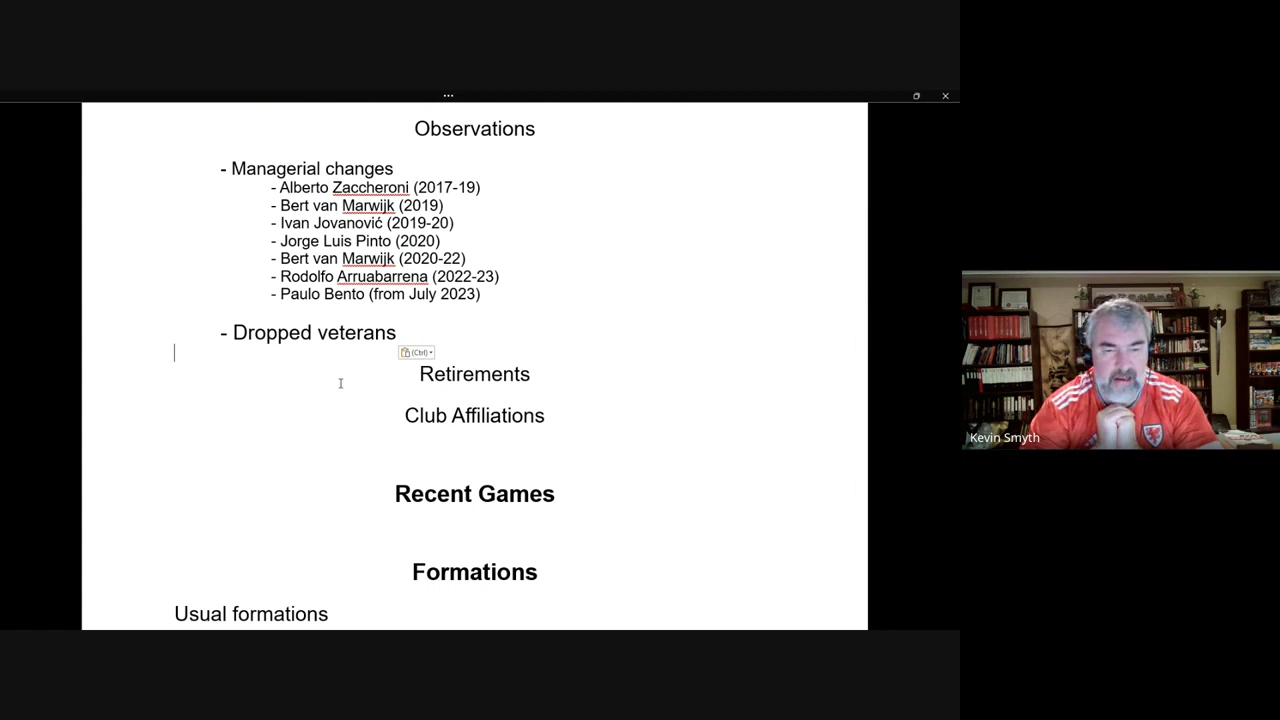 Observations
- Managerial changes
- Alberto Zaccheroni (2017-19)
- Bert van Marwijk (2019)
- Ivan Jovanović (2019-20)
- Jorge Luis Pinto (2020)
- Bert van Marwijk (2020-22)
- Rodolfo Arruabarrena (2022-23)
- Paulo Bento (from July 2023)
- Dropped veterans
(Ctrl)
Retirements
Club Affiliations
Recent Games
Formations
Usual formations
Kevin Smyth